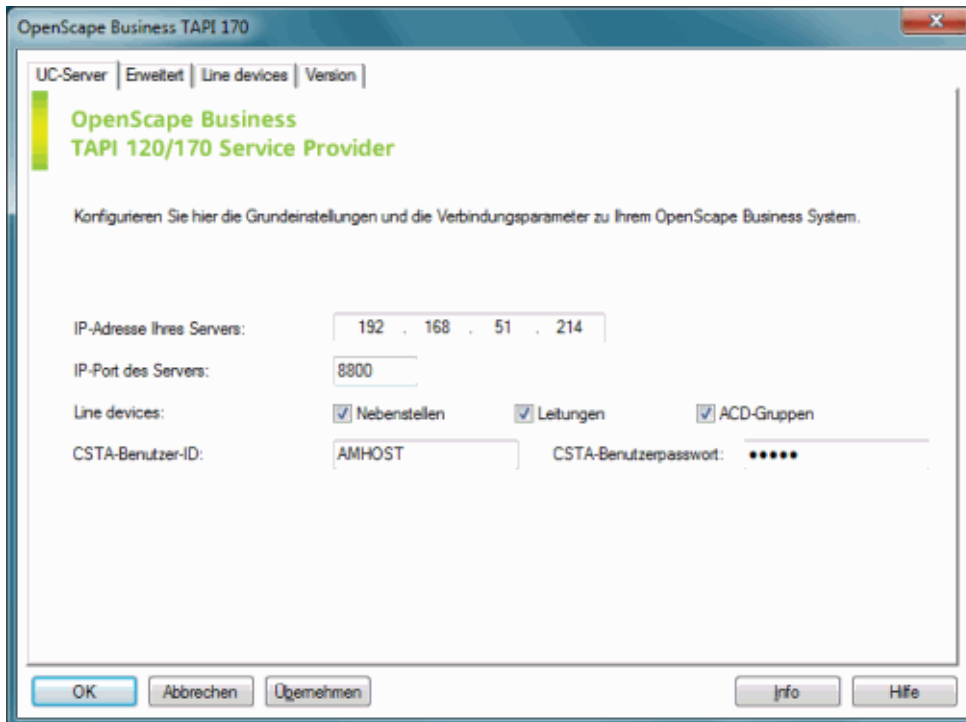 OpenScape Business TAPI 170
UC-Server Erweitert Line devices Version
OpenScape Business
TAPI 120/170 Service Provider
Konfigurieren Sie hier die Grundeinstellungen und die Verbindungsparameter zu Ihrem OpenScape Business System.
IP-Adresse Ihres Servers: 192 . 168 . 51 . 214
IP-Port des Servers: 8800
Line devices: Nebenstellen Leitungen ACD-Gruppen
CSTA-Benutzer-ID: AMHOST CSTA-Benutzerpasswort: •••••
OK Abbrechen Übernehmen Info Hilfe